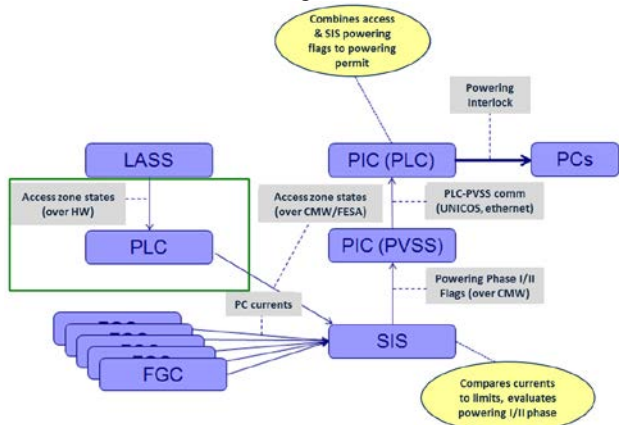 Combines access
& SIS powering
flags to powering
permit
Powering
Interlock
LASS
PIC (PLC)
PCs
Access zone states
(over HW)
Access zone states
(over CMW/FESA)
PLC-PVSS comm
(UNICOS, ethernet)
PLC
PIC (PVSS)
PC currents
Powering Phase I/II
Flags (over CMW)
SIS
FGC
Compares currents
to limits, evaluates
powering I/II phase